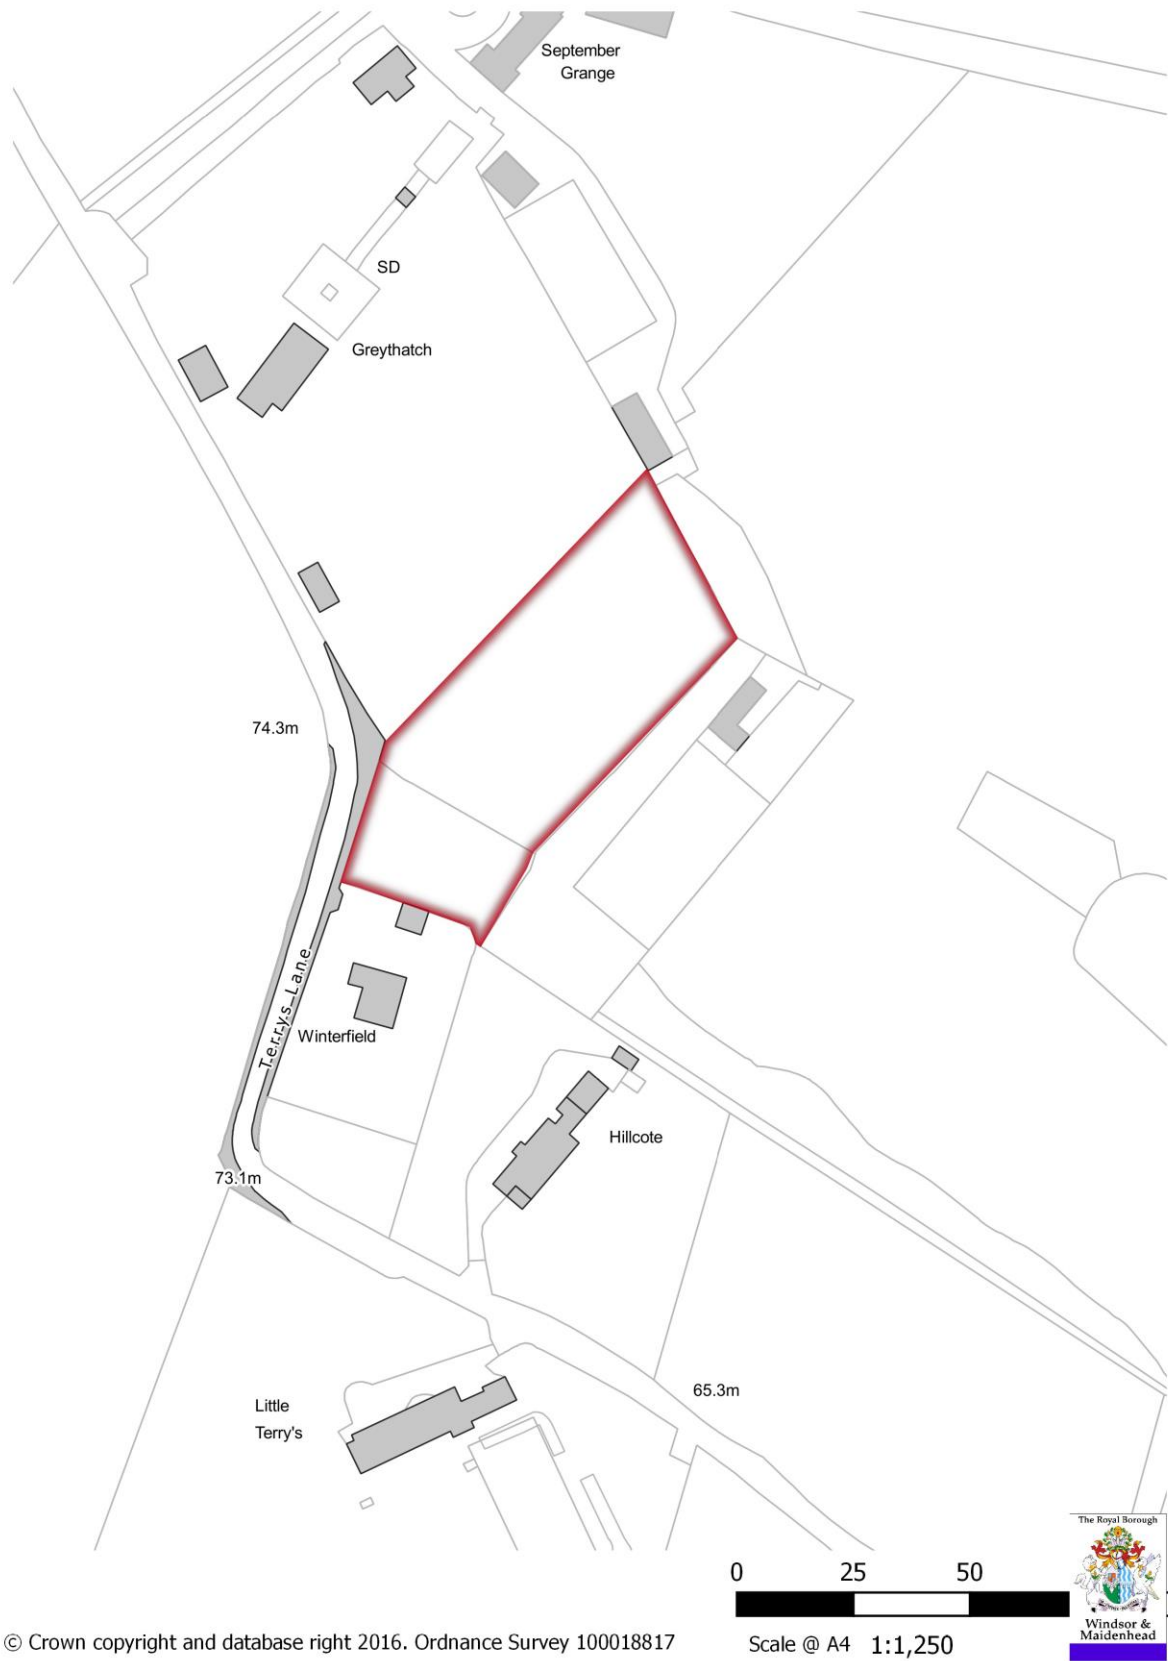 September
Grange
SD
Greythatch
74.3m
Terrys Lane
Winterfield
Hillcote
73.1m
65.3m
Little
Terry's
0 25 50
The Royal Borough
Windsor &
Maidenhead
© Crown copyright and database right 2016. Ordnance Survey 100018817
Scale @ A4 1:1,250